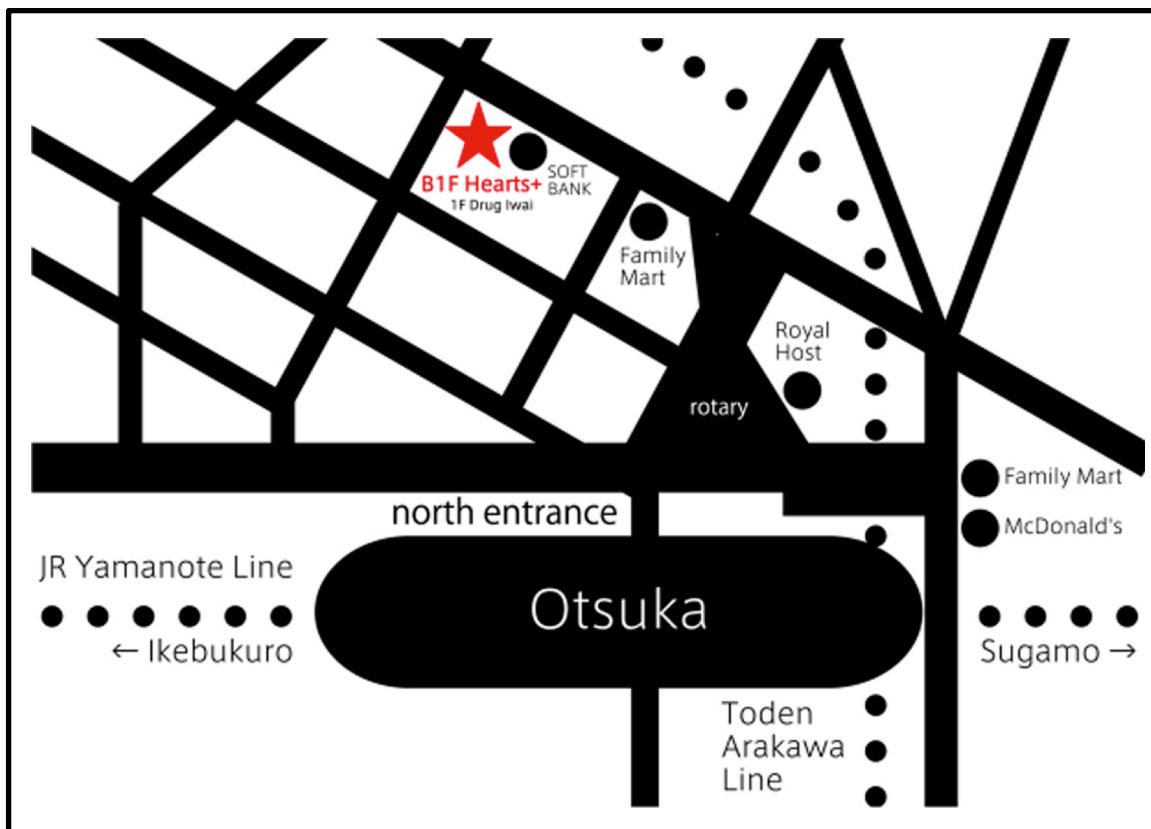 SOFT
BANK
B1F Hearts+
1F Drug Iwai
Family
Mart
Royal
Host
rotary
Family Mart
McDonald's
north entrance
JR Yamanote Line
Otsuka
← Ikebukuro
Sugamo →
Toden
Arakawa
Line